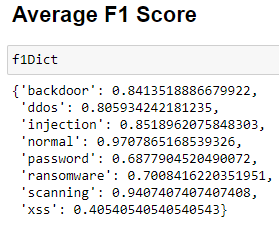 Average F1 Score
f1Dict
{'backdoor': 0.8413518886679922,
'ddos': 0.805934242181235,
'injection': 0.8518962075848303,
'normal': 0.9707865168539326,
'password': 0.6877904520490072,
'ransomware': 0.7008416220351951,
'scanning': 0.9407407407407408,
'xss': 0.40540540540540543}